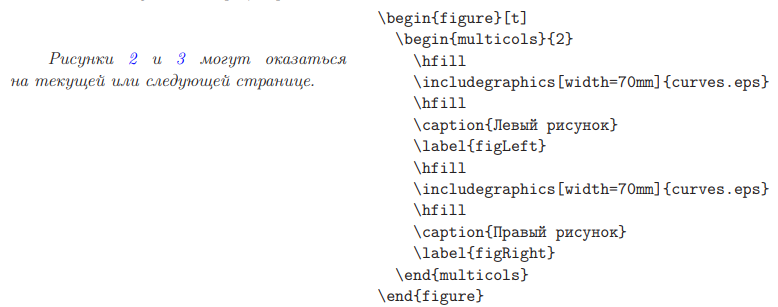 Рисунки 2 и 3 могут оказаться
на текущей или следующей странице.
\begin{figure}[t]
\begin{multicols}{2}
\hfill
\includegraphics[width=70mm]{curves.eps}
\hfill
\caption{Левый рисунок}
\label{figLeft}
\hfill
\includegraphics[width=70mm]{curves.eps}
\hfill
\caption{Правый рисунок}
\label{figRight}
\end{multicols}
\end{figure}